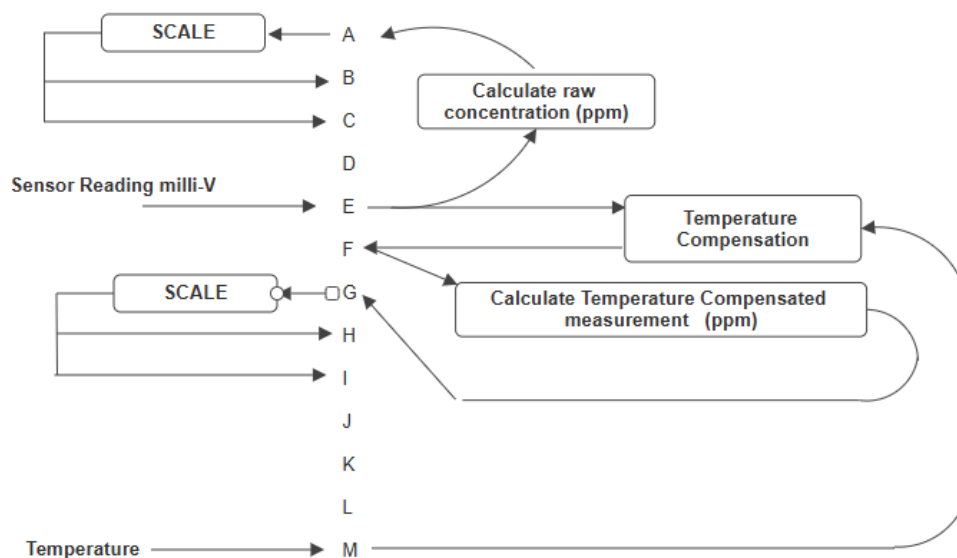 SCALE
A
B
Calculate raw
concentration (ppm)
C
D
Sensor Reading milli-V
E
Temperature
Compensation
F
SCALE
G
Calculate Temperature Compensated
measurement (ppm)
H
I
J
K
L
Temperature
M